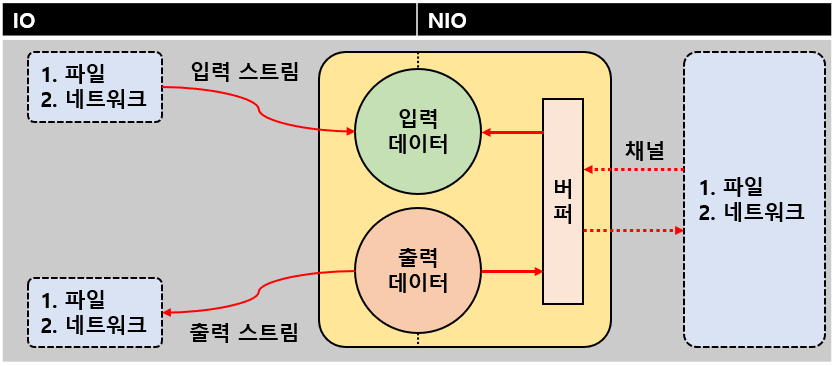 IO
NIO
1. 파일
2. 네트워크
입력 스트림
입력
데이터
버
퍼
채널
1. 파일
2. 네트워크
출력
데이터
1. 파일
2. 네트워크
출력 스트림